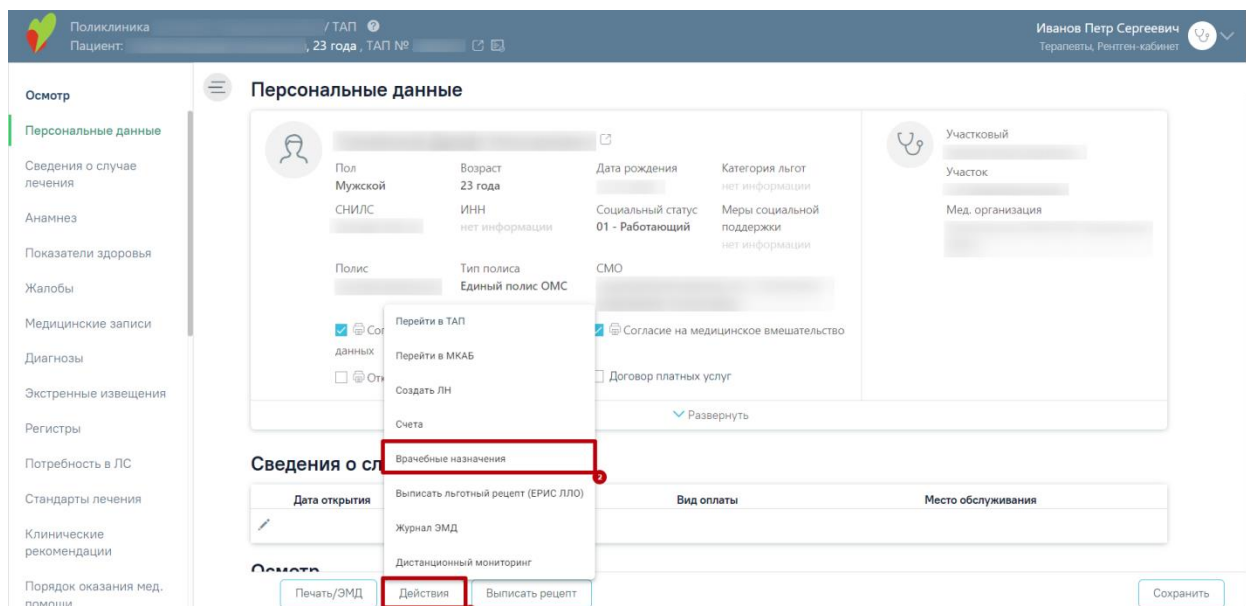 Поликлиника / ТАП ?
Пациент: , 23 года , ТАП №
Иванов Петр Сергеевич
Терапевты, Рентген-кабинет
Осмотр
Персональные данные
Сведения о случае
лечения
Анамнез
Показатели здоровья
Жалобы
Медицинские записи
Диагнозы
Экстренные извещения
Регистры
Потребность в ЛС
Стандарты лечения
Клинические
рекомендации
Порядок оказания мед.
помощи
Персональные данные
Пол Возраст Дата рождения Категория льгот
Мужской 23 года нет информации
СНИЛС ИНН Социальный статус Меры социальной
нет информации 01 - Работающий поддержки
нет информации
Полис Тип полиса СМО
Единый полис ОМС
Согласие на медицинское вмешательство
данных
Договор платных услуг
Развернуть
Участковый
Участок
Мед. организация
Перейти в ТАП
Перейти в МКАБ
Создать ЛН
Счета
Врачебные назначения
2
Выписать льготный рецепт (ЕРИС ЛЛО)
Журнал ЭМД
Дистанционный мониторинг
Сведения о сл
Дата открытия Вид оплаты Место обслуживания
Осмотр
Печать/ЭМД Действия Выписать рецепт Сохранить